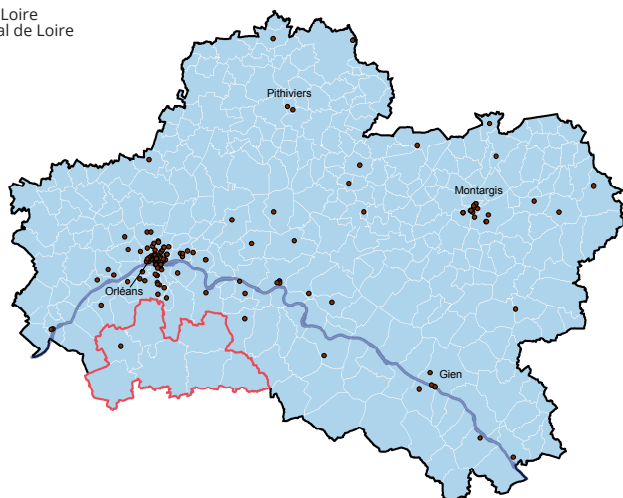 Loire
al de Loire
Pithiviers
Montargis
Orléans
Gien